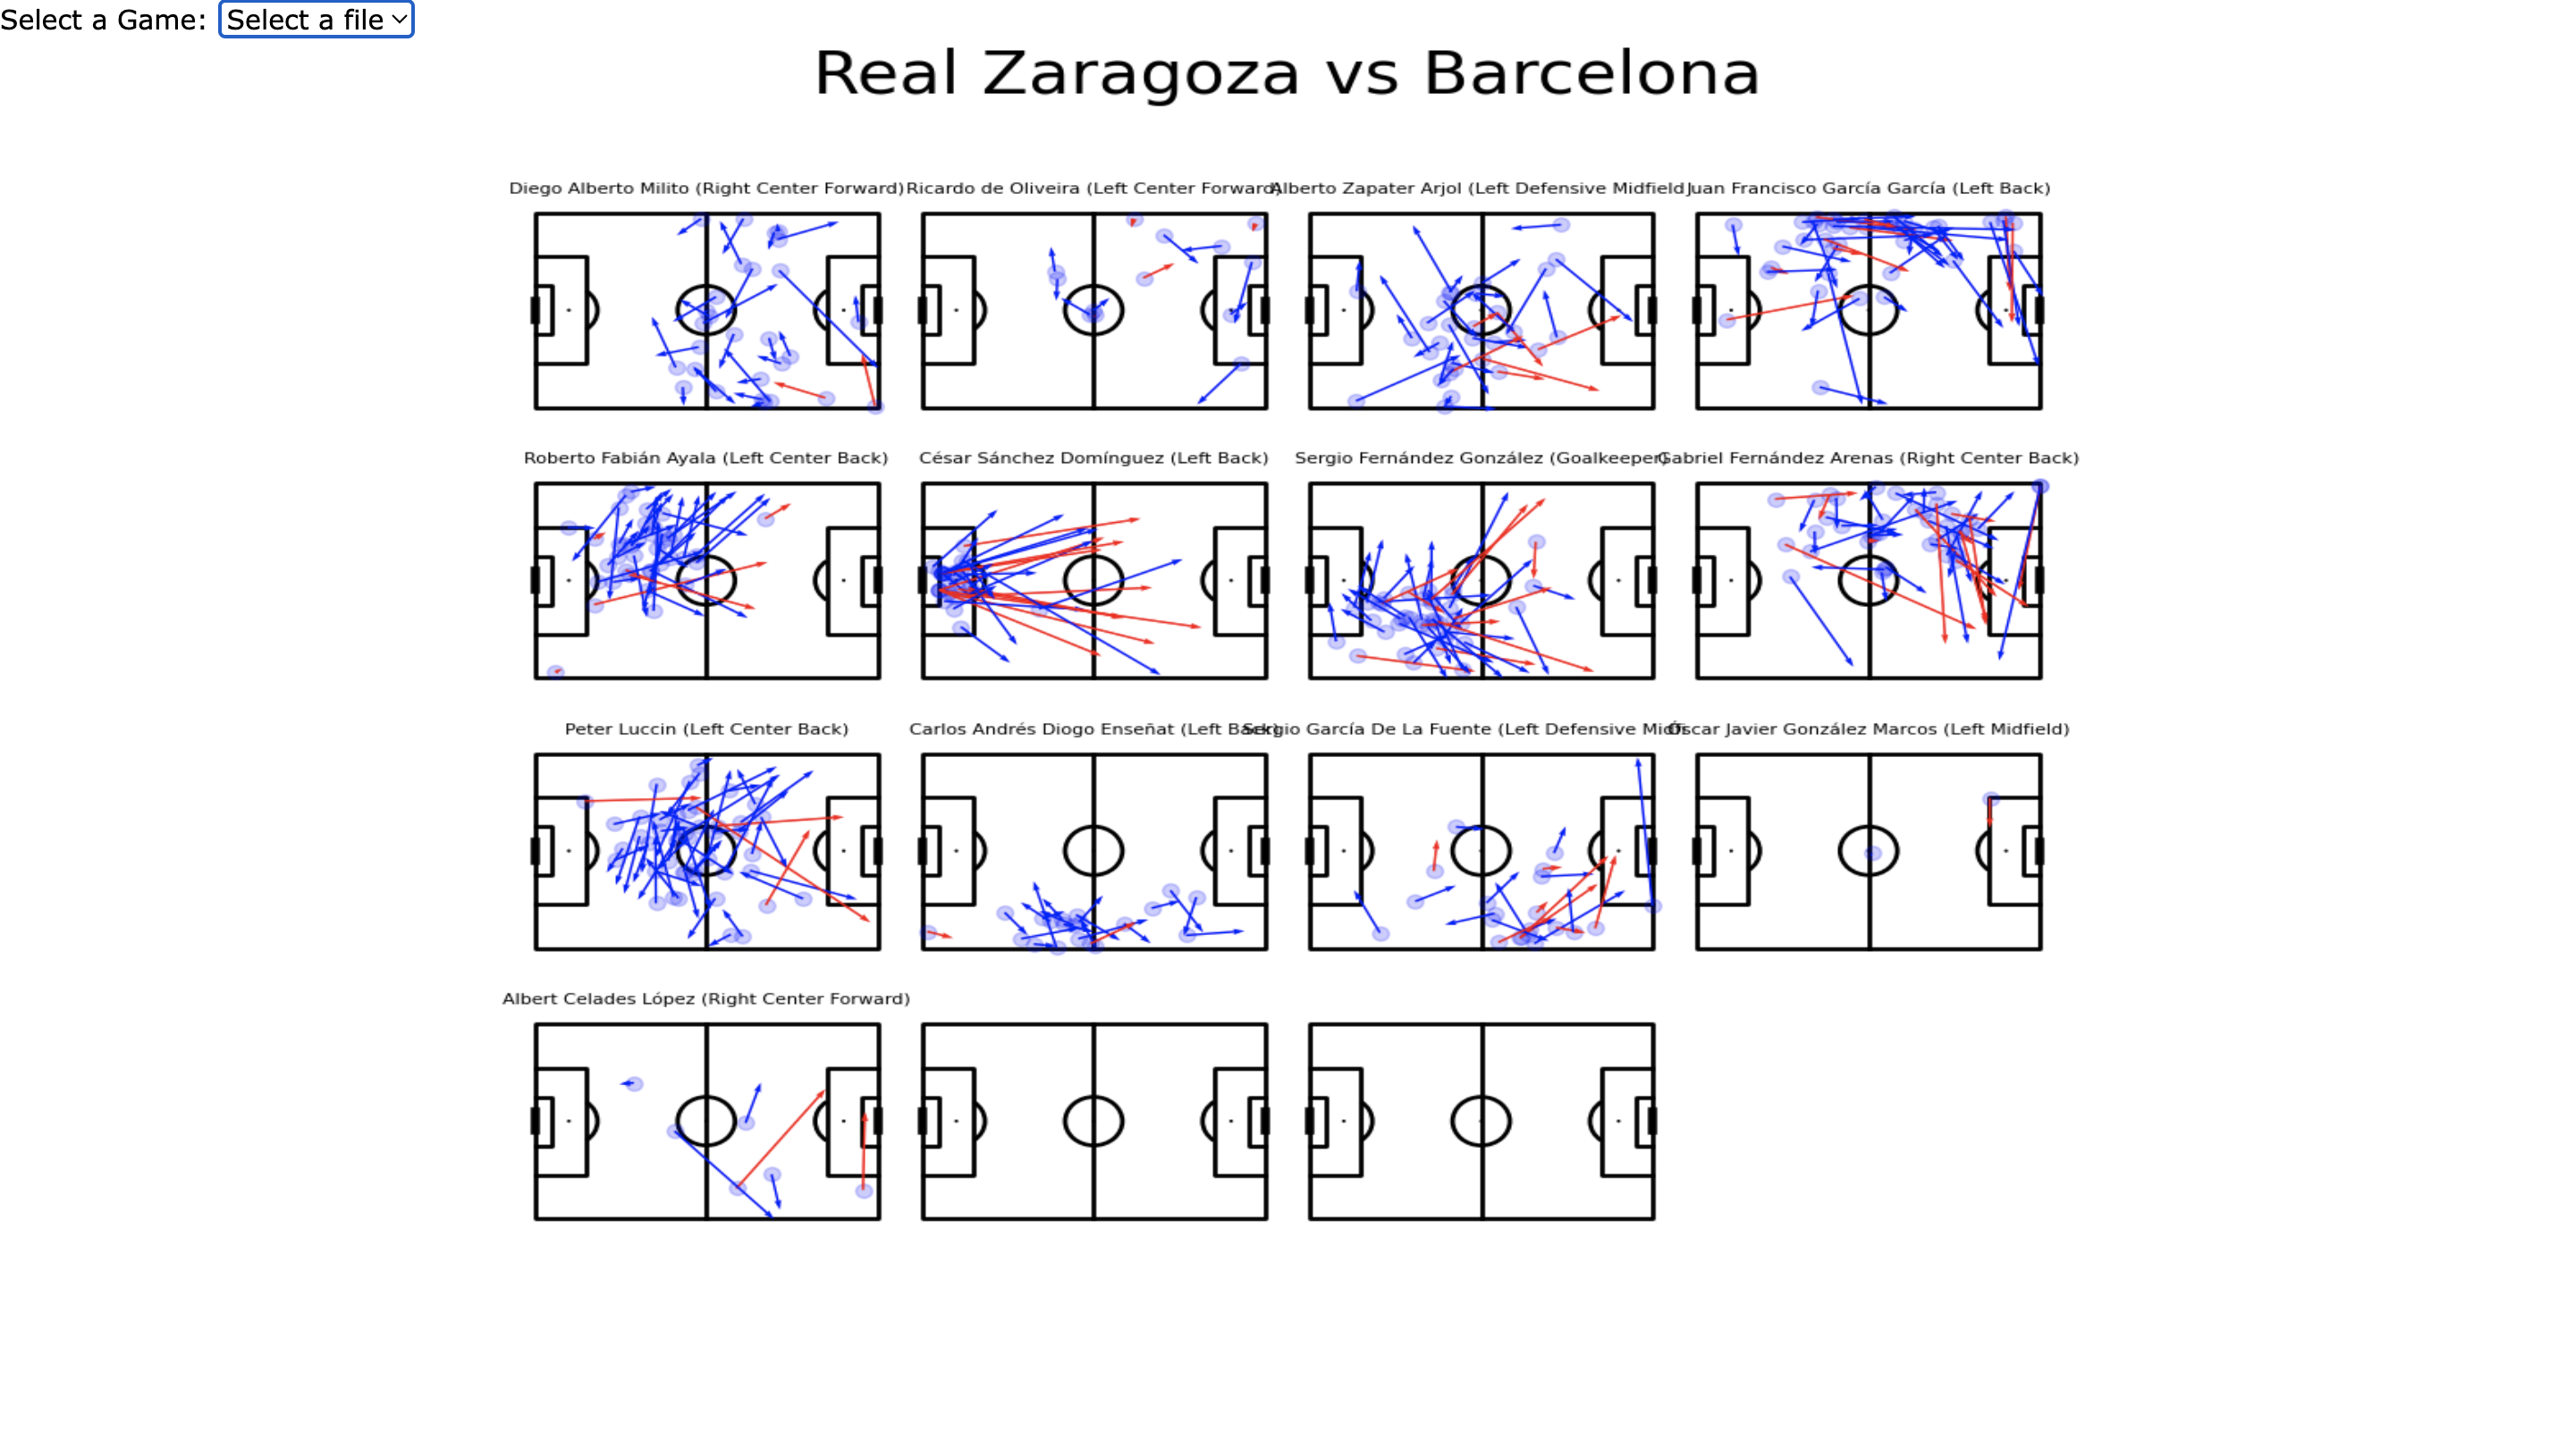 Select a Game: Select a file
Real Zaragoza vs Barcelona
Diego Alberto Milito (Right Center Forward) Ricardo de Oliveira (Left Center Forward) Alberto Zapater Arjol (Left Defensive Midfield Juan Francisco García García (Left Back)
Roberto Fabián Ayala (Left Center Back) César Sánchez Domínguez (Left Back) Sergio Fernández González (Goalkeeper) Gabriel Fernández Arenas (Right Center Back)
Peter Luccin (Left Center Back) Carlos Andrés Diogo Enseñat (Left Back) Sergio García De La Fuente (Left Defensive Óscar Javier González Marcos (Left Midfield)
Albert Celades López (Right Center Forward)